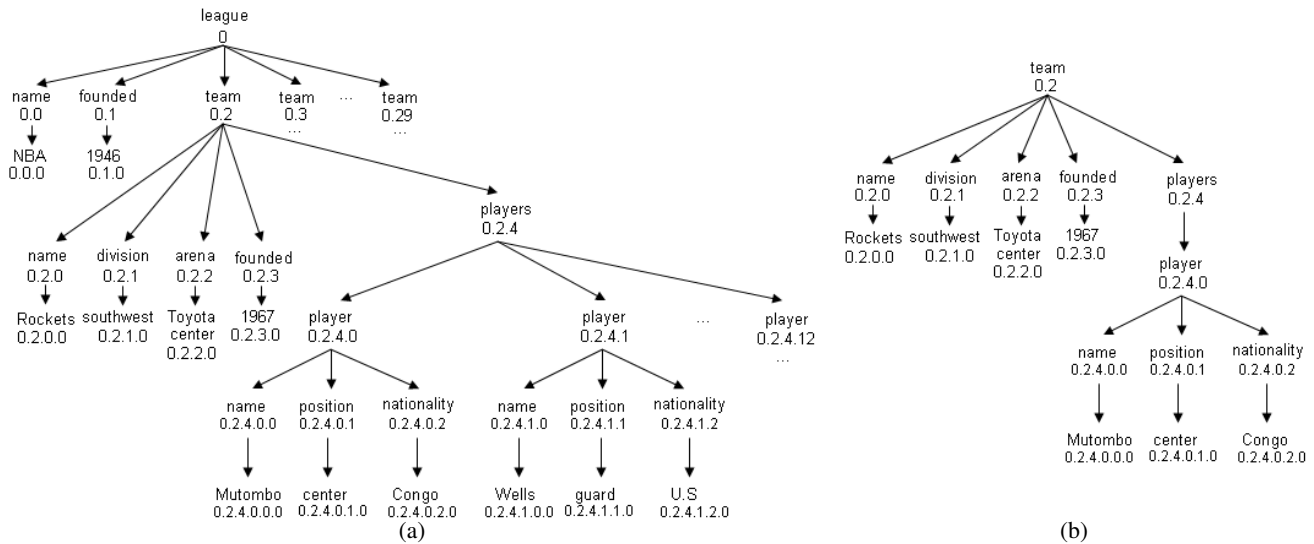 league
0
name founded team team ... team
0.0 0.1 0.2 0.3 0.29
... ...
NBA 1946
0.0.0 0.1.0
players
0.2.4
name division arena founded
0.2.0 0.2.1 0.2.2 0.2.3
Rockets southwest Toyota 1967
0.2.0.0 0.2.1.0 center 0.2.3.0
0.2.2.0
player player ... player
0.2.4.0 0.2.4.1 0.2.4.12
...
name position nationality name position nationality
0.2.4.0.0 0.2.4.0.1 0.2.4.0.2 0.2.4.1.0 0.2.4.1.1 0.2.4.1.2
Mutombo center Congo Wells guard U.S
0.2.4.0.0.0 0.2.4.0.1.0 0.2.4.0.2.0 0.2.4.1.0.0 0.2.4.1.1.0 0.2.4.1.2.0
(a)
team
0.2
name division arena founded players
0.2.0 0.2.1 0.2.2 0.2.3 0.2.4
Rockets southwest Toyota 1967
0.2.0.0 0.2.1.0 center 0.2.3.0
0.2.2.0
player
0.2.4.0
name position nationality
0.2.4.0.0 0.2.4.0.1 0.2.4.0.2
Mutombo center Congo
0.2.4.0.0.0 0.2.4.0.1.0 0.2.4.0.2.0
(b)